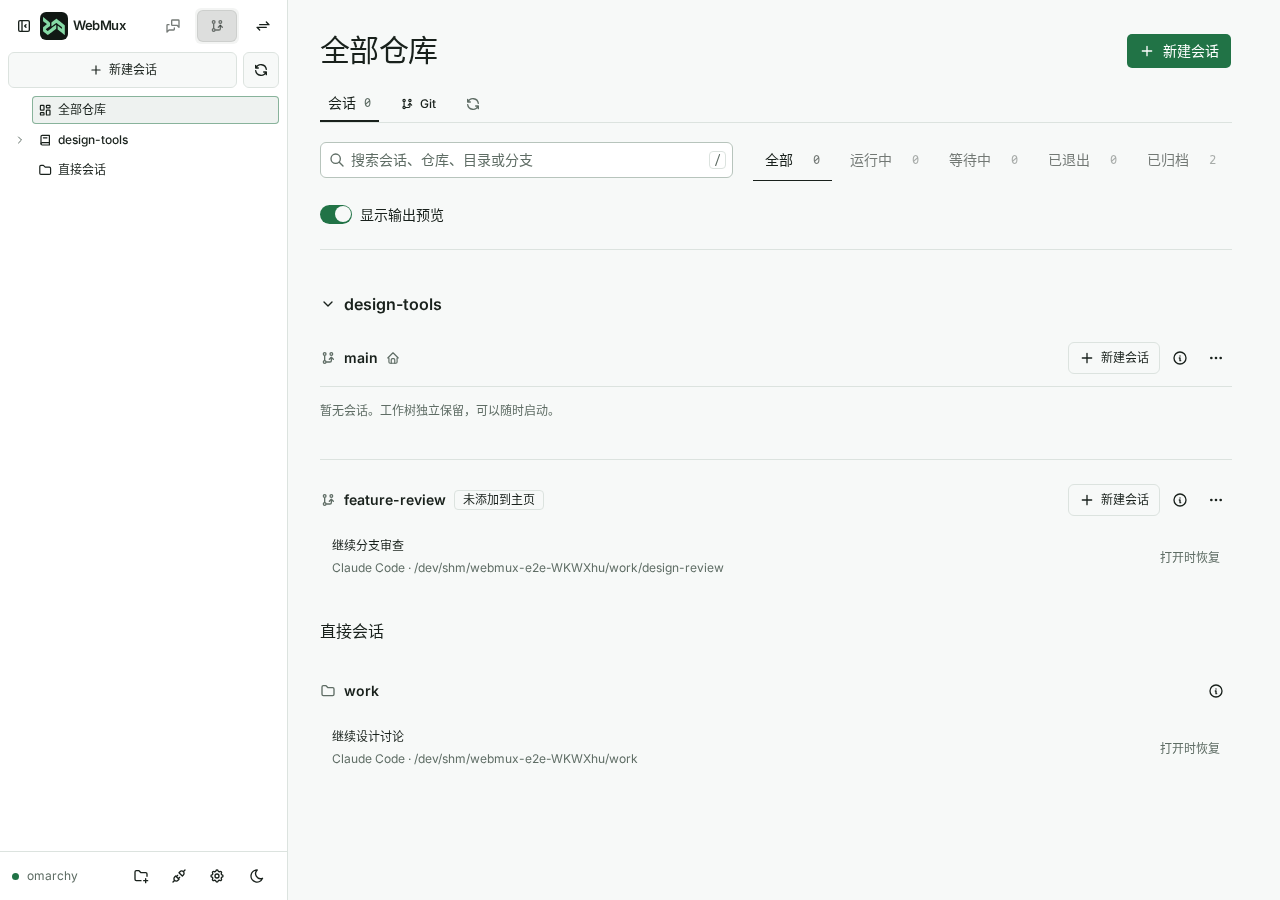 WebMux
新建会话
全部仓库
design-tools
直接会话
omarchy
全部仓库
新建会话
会话 0
Git
搜索会话、仓库、目录或分支 /
全部 0
运行中 0
等待中 0
已退出 0
已归档 2
显示输出预览
design-tools
main
新建会话
暂无会话。工作树独立保留，可以随时启动。
feature-review 未添加到主页
新建会话
继续分支审查
Claude Code · /dev/shm/webmux-e2e-WKWXhu/work/design-review
打开时恢复
直接会话
work
继续设计讨论
Claude Code · /dev/shm/webmux-e2e-WKWXhu/work
打开时恢复